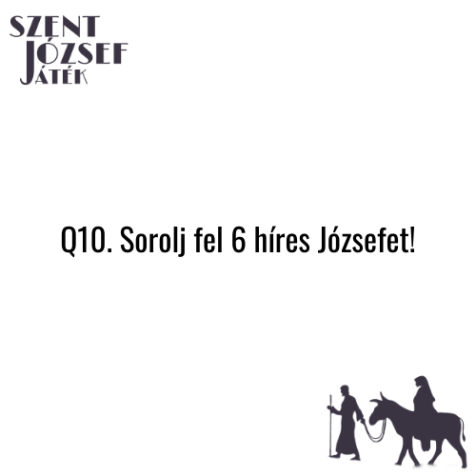 SZENT
JÓZSEF
JÁTÉK
Q10. Sorolj fel 6 híres Józsefet!